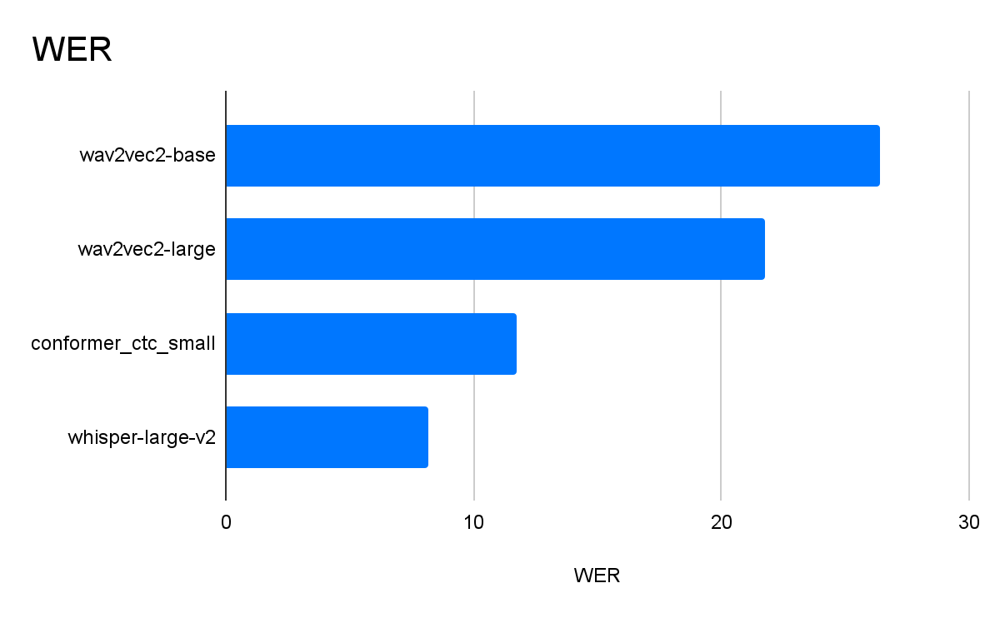 WER
wav2vec2-base
wav2vec2-large
conformer_ctc_small
whisper-large-v2
0 10 20 30
WER